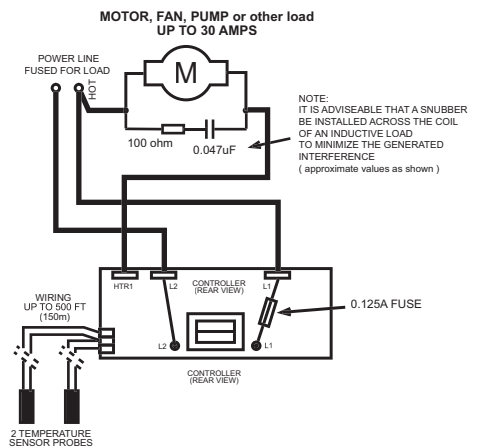 MOTOR, FAN, PUMP or other load
UP TO 30 AMPS
POWER LINE
FUSED FOR LOAD
HOT
M
100 ohm
0.047uF
NOTE:
IT IS ADVISEABLE THAT A SNUBBER
BE INSTALLED ACROSS THE COIL
OF AN INDUCTIVE LOAD
TO MINIMIZE THE GENERATED
INTERFERENCE
( approximate values as shown )
HTR1
L2
CONTROLLER
(REAR VIEW)
L1
WIRING
UP TO 500 FT
(150m)
0.125A FUSE
L2
L1
CONTROLLER
(REAR VIEW)
2 TEMPERATURE
SENSOR PROBES